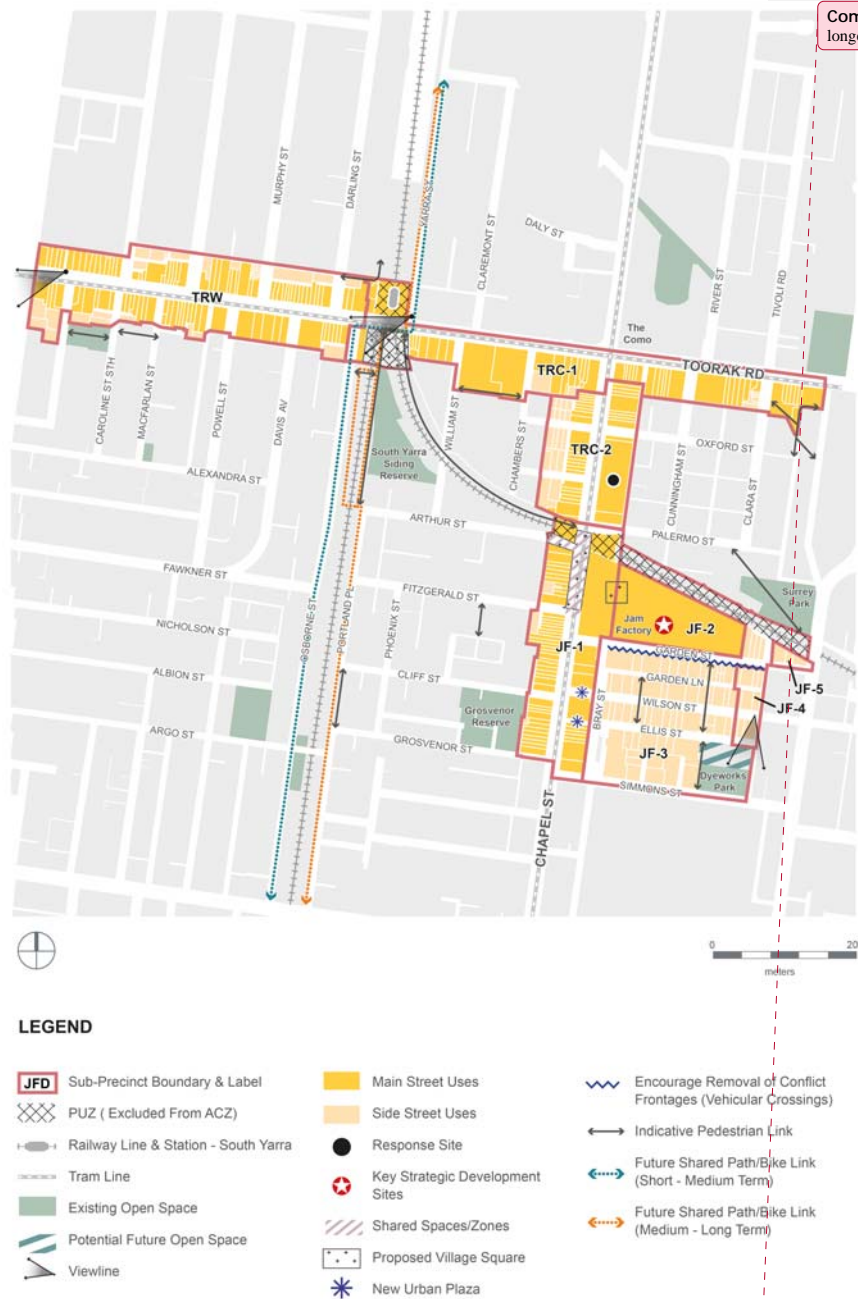 Com
longe
MURPHY ST
DARLING ST
YARRA ST
CLAREMONT ST
DALY ST
RIVER ST
TIVOLI RD
TRW
The
Como
TRC-1
TOORAK RD
CAROLINE ST STH
MACFARLAN ST
POWELL ST
DAVIS AV
WILLIAM ST
CHAMBERS ST
TRC-2
OXFORD ST
CUNNINGHAM ST
CLARA ST
South Yarra
Siding
Reserve
ALEXANDRA ST
ARTHUR ST
PALERMO ST
FAWKNER ST
FITZGERALD ST
Surrey
Park
NICHOLSON ST
OSBORNE ST
PORTLAND PL
PHOENIX ST
Jam
Factory
JF-2
JF-1
GARDEN ST
ALBION ST
CLIFF ST
GARDEN LN
JF-5
JF-4
WILSON ST
BRAY ST
Grosvenor
Reserve
ELLIS ST
ARGO ST
GROSVENOR ST
JF-3
Dyeworks
Park
SIMMONS ST
CHAPEL ST
0
20
meters
LEGEND
JFD Sub-Precinct Boundary & Label
PUZ ( Excluded From ACZ)
Railway Line & Station - South Yarra
Tram Line
Existing Open Space
Potential Future Open Space
Viewline
Main Street Uses
Side Street Uses
Response Site
Key Strategic Development
Sites
Shared Spaces/Zones
Proposed Village Square
New Urban Plaza
Encourage Removal of Conflict
Frontages (Vehicular Crossings)
Indicative Pedestrian Link
Future Shared Path/Bike Link
(Short - Medium Term)
Future Shared Path/Bike Link
(Medium - Long Term)